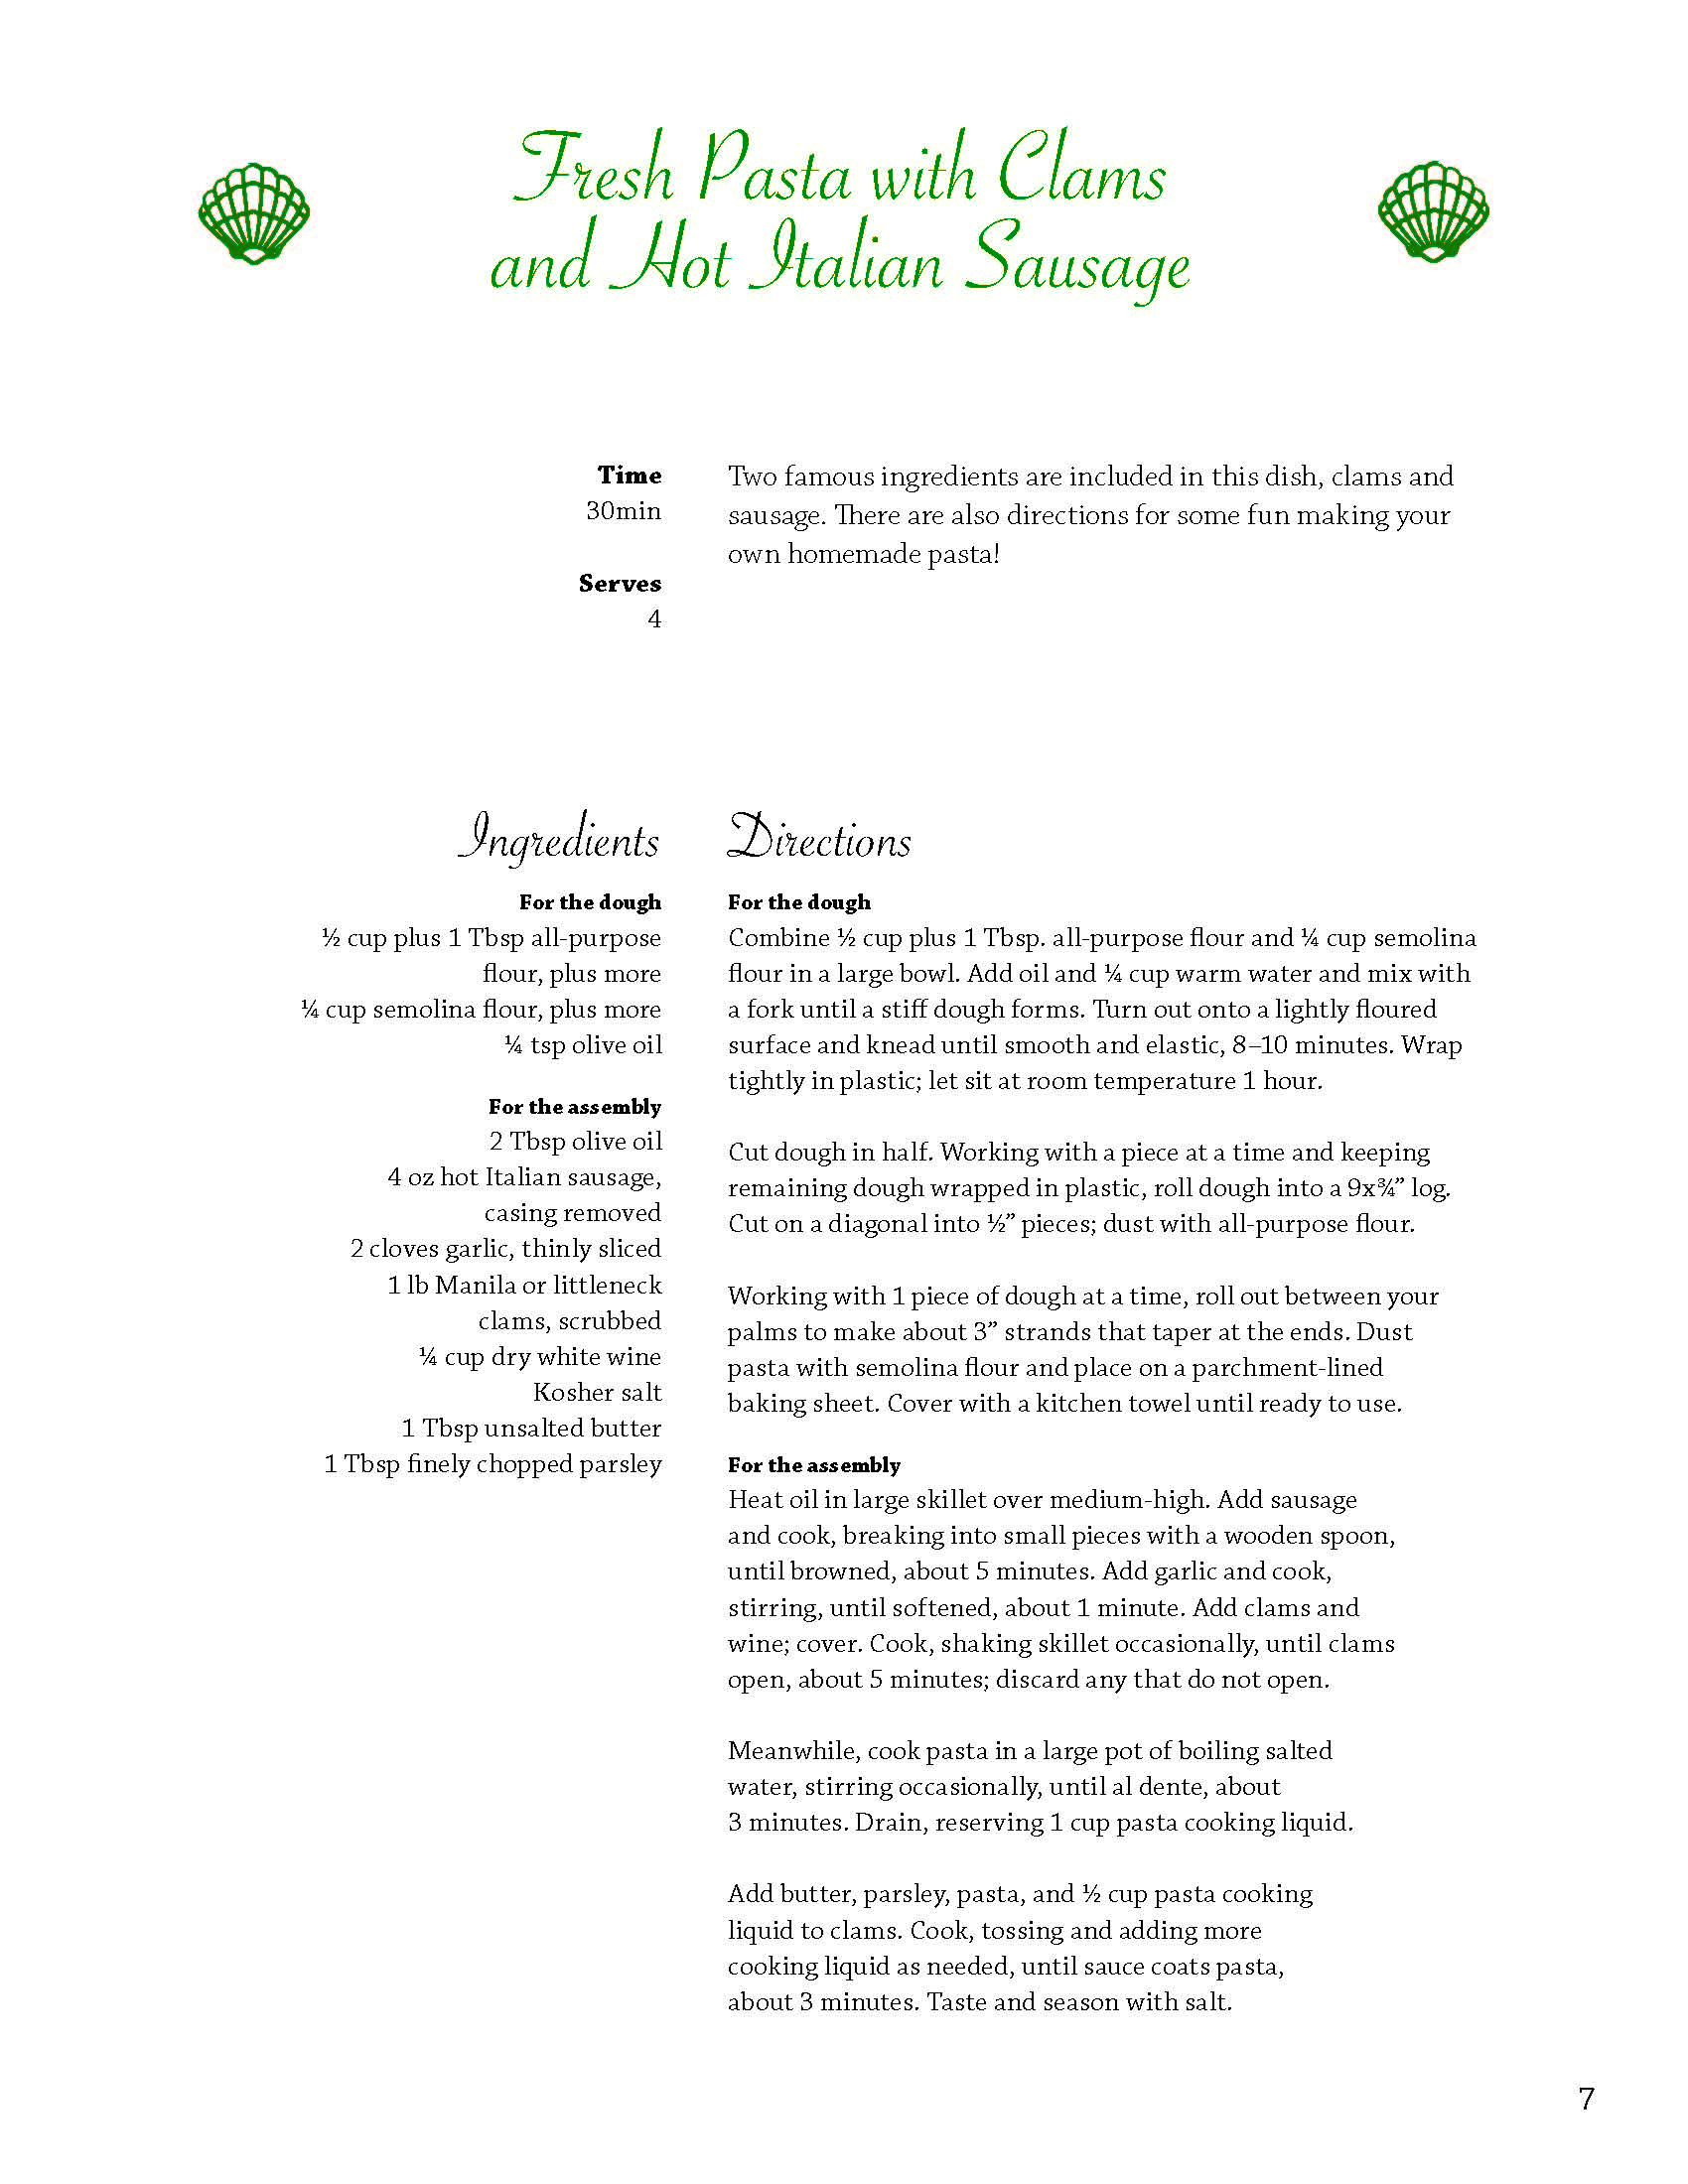 Fresh Pasta with Clams
and Hot Italian Sausage
Time
30min
Serves
4
Two famous ingredients are included in this dish, clams and
sausage. There are also directions for some fun making your
own homemade pasta!
Ingredients
For the dough
½ cup plus 1 Tbsp all-purpose
flour, plus more
¼ cup semolina flour, plus more
¼ tsp olive oil
For the assembly
2 Tbsp olive oil
4 oz hot Italian sausage,
casing removed
2 cloves garlic, thinly sliced
1 lb Manila or littleneck
clams, scrubbed
¼ cup dry white wine
Kosher salt
1 Tbsp unsalted butter
1 Tbsp finely chopped parsley
Directions
For the dough
Combine ½ cup plus 1 Tbsp. all-purpose flour and ¼ cup semolina
flour in a large bowl. Add oil and ¼ cup warm water and mix with
a fork until a stiff dough forms. Turn out onto a lightly floured
surface and knead until smooth and elastic, 8–10 minutes. Wrap
tightly in plastic; let sit at room temperature 1 hour.
Cut dough in half. Working with a piece at a time and keeping
remaining dough wrapped in plastic, roll dough into a 9x¾” log.
Cut on a diagonal into ½” pieces; dust with all-purpose flour.
Working with 1 piece of dough at a time, roll out between your
palms to make about 3” strands that taper at the ends. Dust
pasta with semolina flour and place on a parchment-lined
baking sheet. Cover with a kitchen towel until ready to use.
For the assembly
Heat oil in large skillet over medium-high. Add sausage
and cook, breaking into small pieces with a wooden spoon,
until browned, about 5 minutes. Add garlic and cook,
stirring, until softened, about 1 minute. Add clams and
wine; cover. Cook, shaking skillet occasionally, until clams
open, about 5 minutes; discard any that do not open.
Meanwhile, cook pasta in a large pot of boiling salted
water, stirring occasionally, until al dente, about
3 minutes. Drain, reserving 1 cup pasta cooking liquid.
Add butter, parsley, pasta, and ½ cup pasta cooking
liquid to clams. Cook, tossing and adding more
cooking liquid as needed, until sauce coats pasta,
about 3 minutes. Taste and season with salt.
7